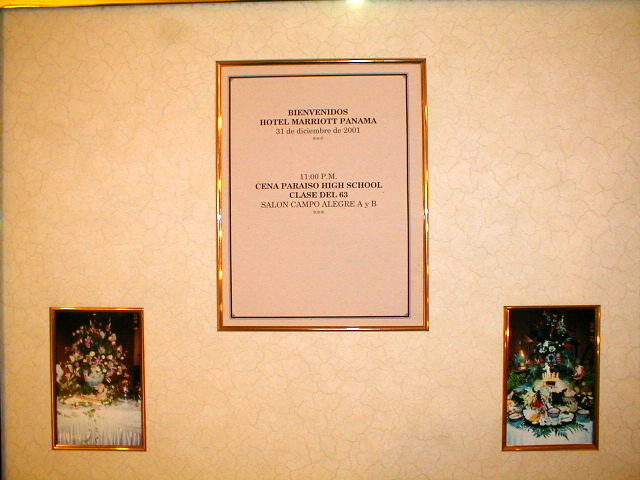 BIENVENIDOS
HOTEL MARRIOTT PANAMA
31 de diciembre de 2001
***
11:00 P.M.
CENA PARAISO HIGH SCHOOL
CLASE DEL 63
SALON CAMPO ALEGRE A y B
***